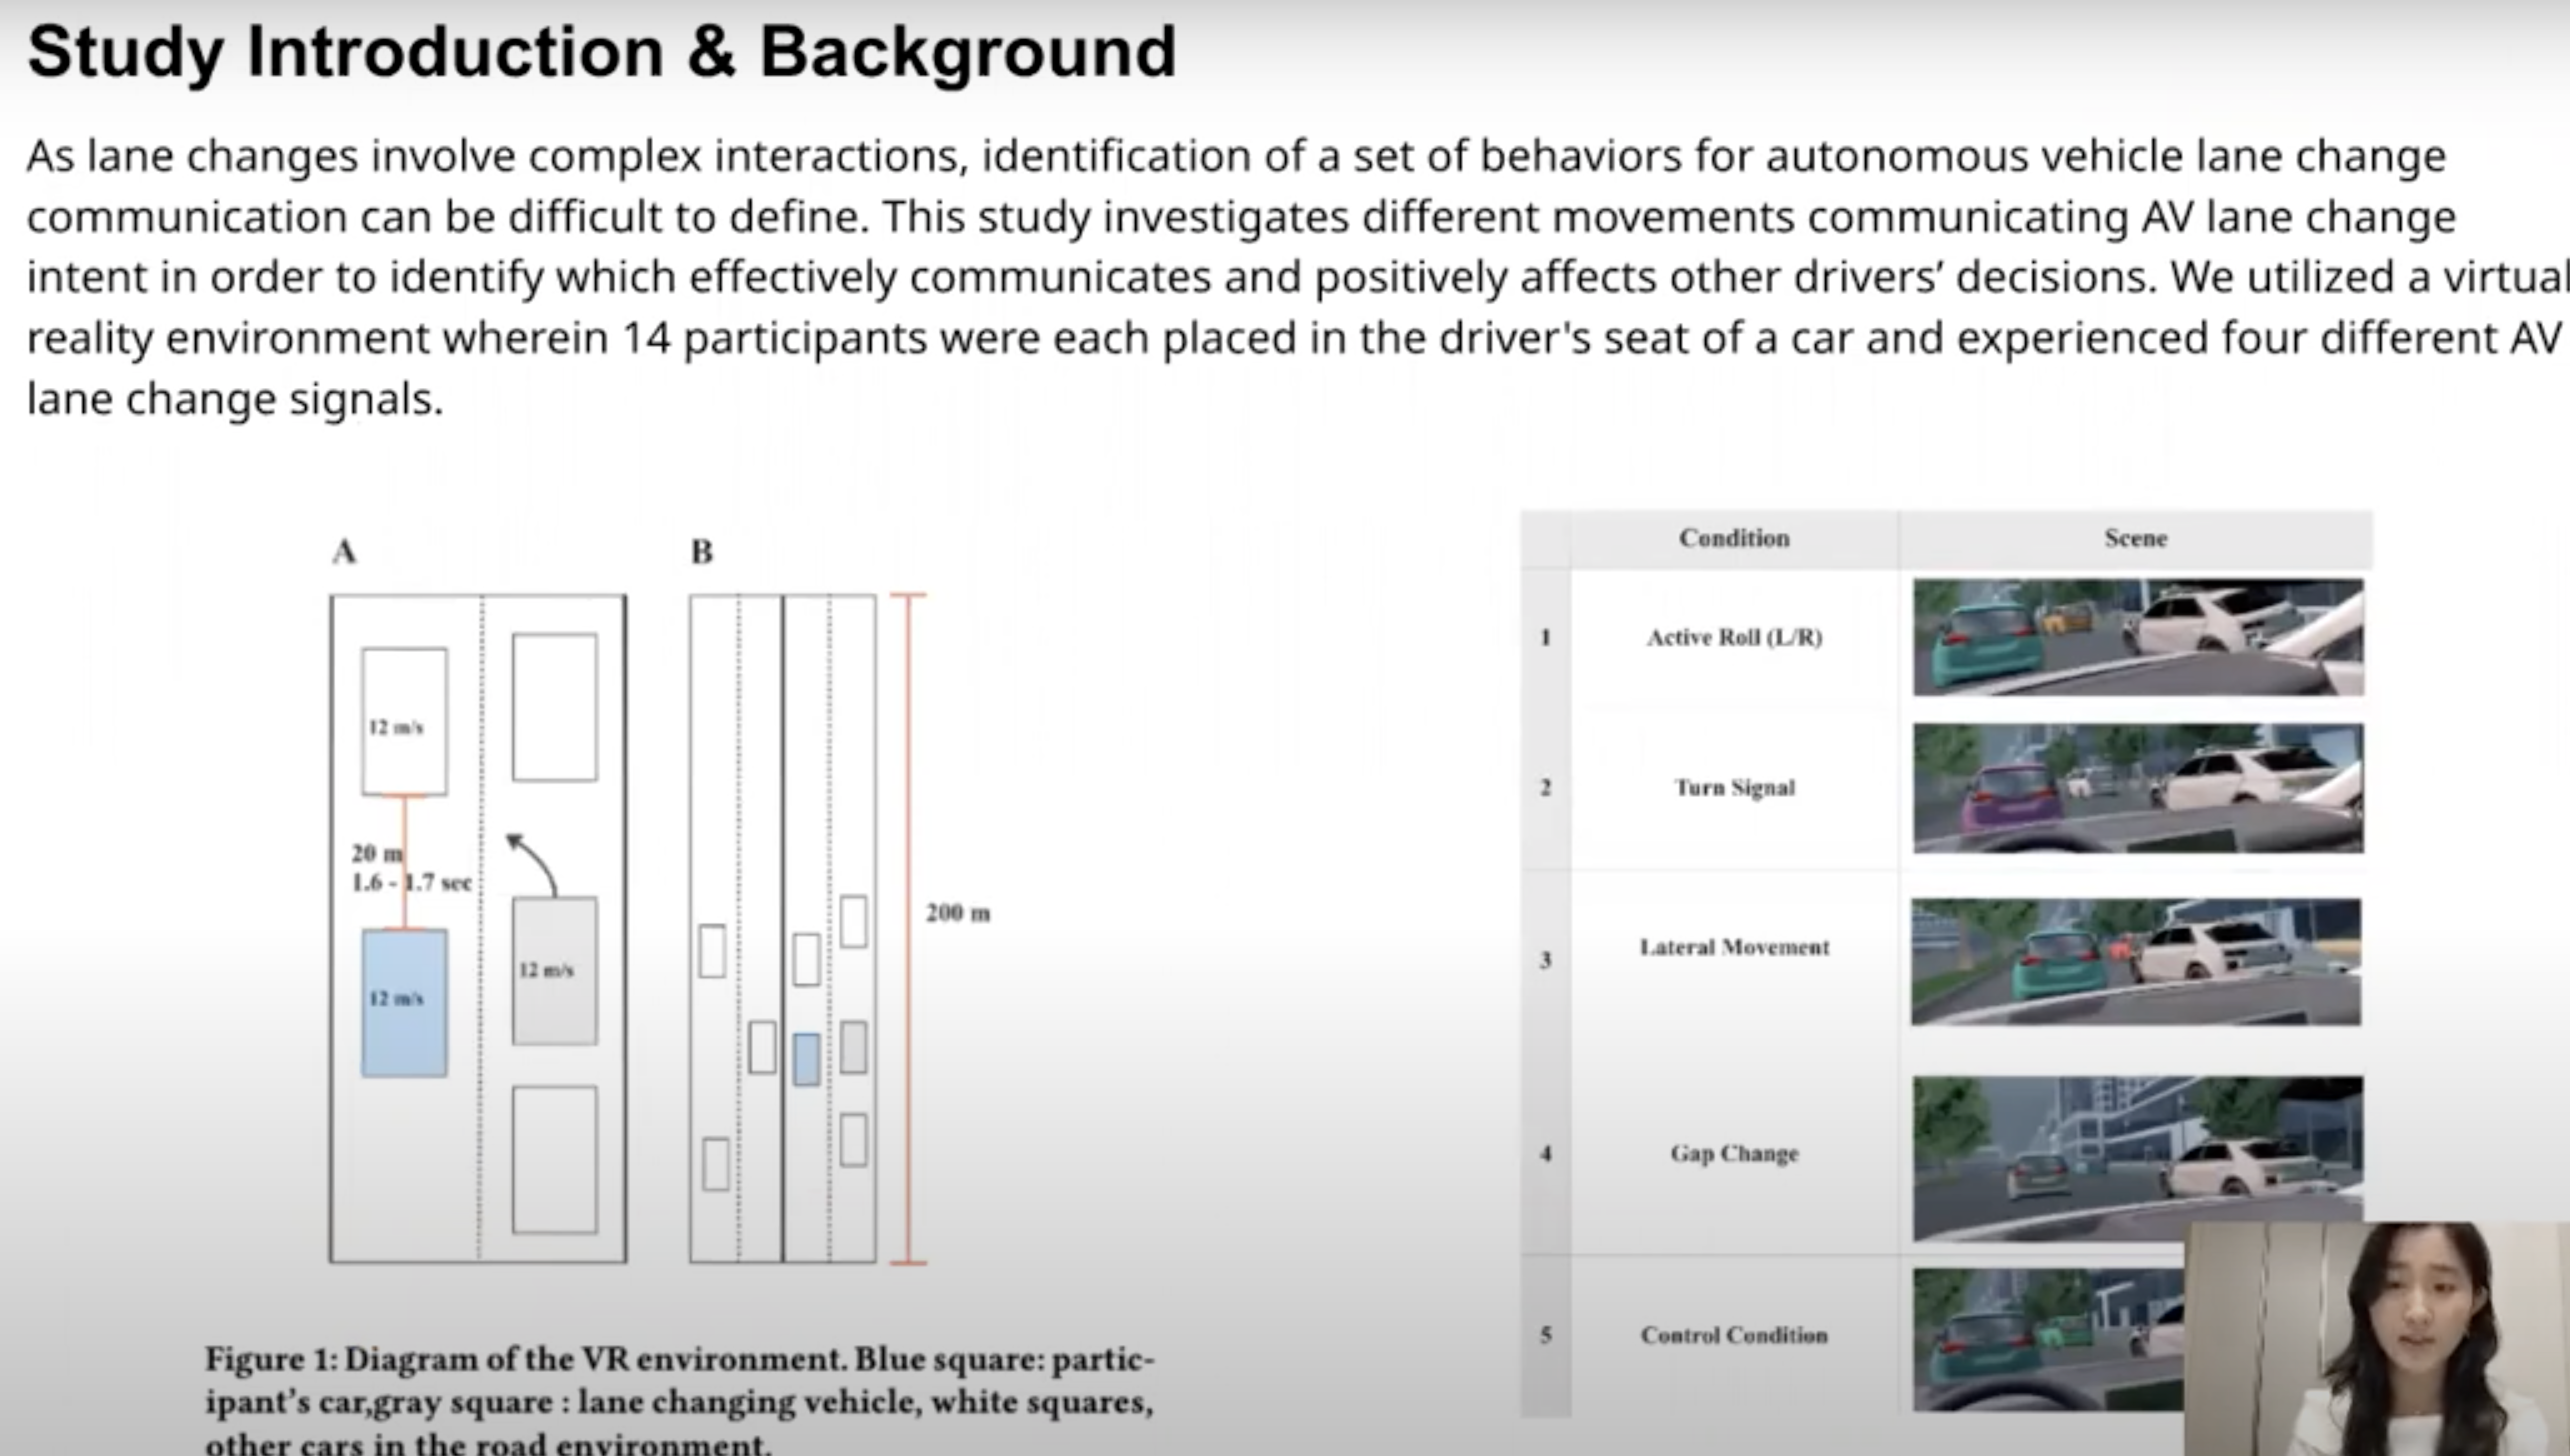 Study Introduction & Background
As lane changes involve complex interactions, identification of a set of behaviors for autonomous vehicle lane change
communication can be difficult to define. This study investigates different movements communicating AV lane change
intent in order to identify which effectively communicates and positively affects other drivers’ decisions. We utilized a virtual
reality environment wherein 14 participants were each placed in the driver's seat of a car and experienced four different AV
lane change signals.
A
B
12 m/s
20 m
1.6 - 1.7 sec
12 m/s
12 m/s
200 m
Figure 1: Diagram of the VR environment. Blue square: partic-
ipant’s car,gray square : lane changing vehicle, white squares,
other cars in the road environment.
Condition Scene
1 Active Roll (L/R)
2 Turn Signal
3 Lateral Movement
4 Gap Change
5 Control Condition